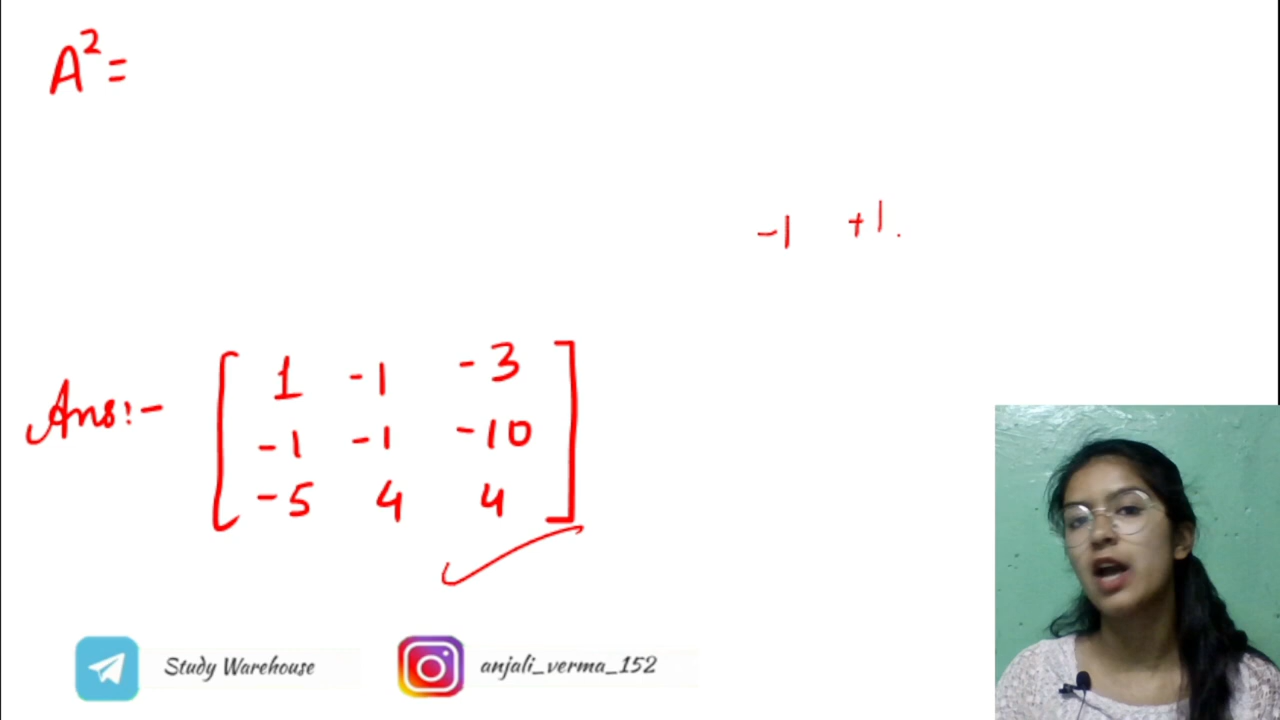 A²=
-1 +1.
Ans:-
1 -1 -3
-1 -1 -10
-5 4 4
Study Warehouse
anjali_verma_152